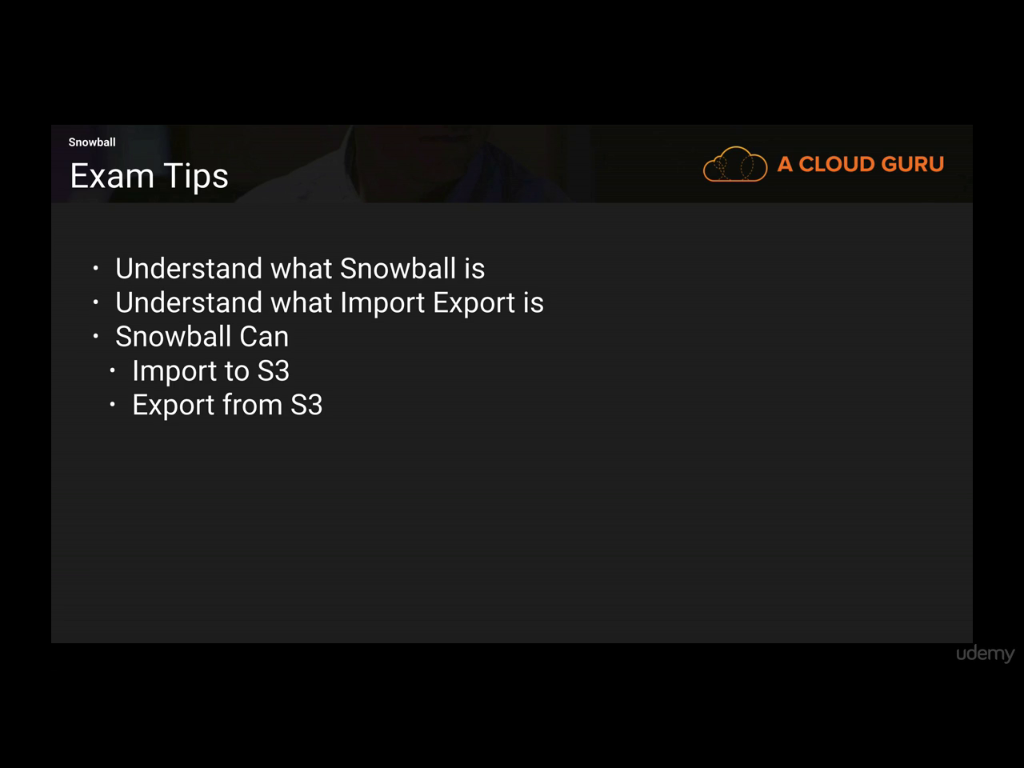 Snowball
Exam Tips
A CLOUD GURU
• Understand what Snowball is
• Understand what Import Export is
• Snowball Can
• Import to S3
• Export from S3
udemy